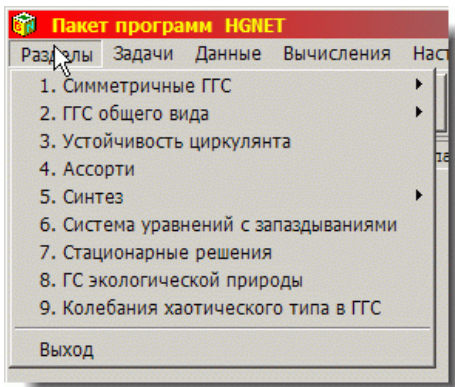 Пакет программ HGNET
Разделы Задачи Данные Вычисления
1. Симметричные ГГС
2. ГГС общего вида
3. Устойчивость циркулянта
4. Ассорти
5. Синтез
6. Система уравнений с запаздываниями
7. Стационарные решения
8. ГС экологической природы
9. Колебания хаотического типа в ГГС
Выход